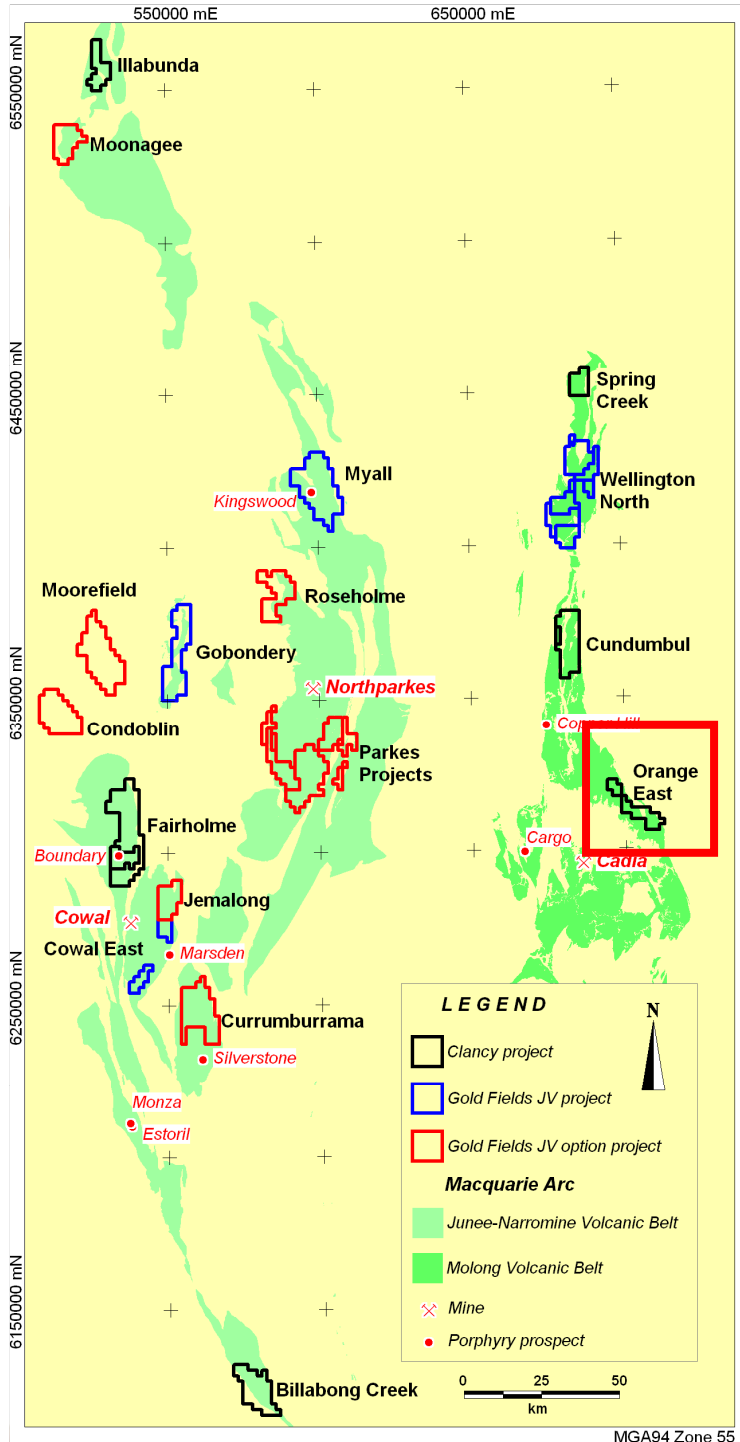 550000 mE
650000 mE
6550000 mN
6450000 mN
6350000 mN
6250000 mN
6150000 mN
Illabunda
Moonagee
Spring
Creek
Wellington
North
Myall
Kingswood
Roseholme
Moorefield
Gobondery
Cundumbul
Northparkes
Condoblin
Copper Hill
Parkes
Projects
Orange
East
Fairholme
Boundary
Cargo
Cadia
Jemalong
Cowal
Cowal East
Marsden
Currumburrama
Silverstone
Monza
Estoril
Billabong Creek
LEGEND
N
Clancy project
Gold Fields JV project
Gold Fields JV option project
Macquarie Arc
Junee-Narromine Volcanic Belt
Molong Volcanic Belt
Mine
Porphyry prospect
0 25 50
km
MGA94 Zone 55